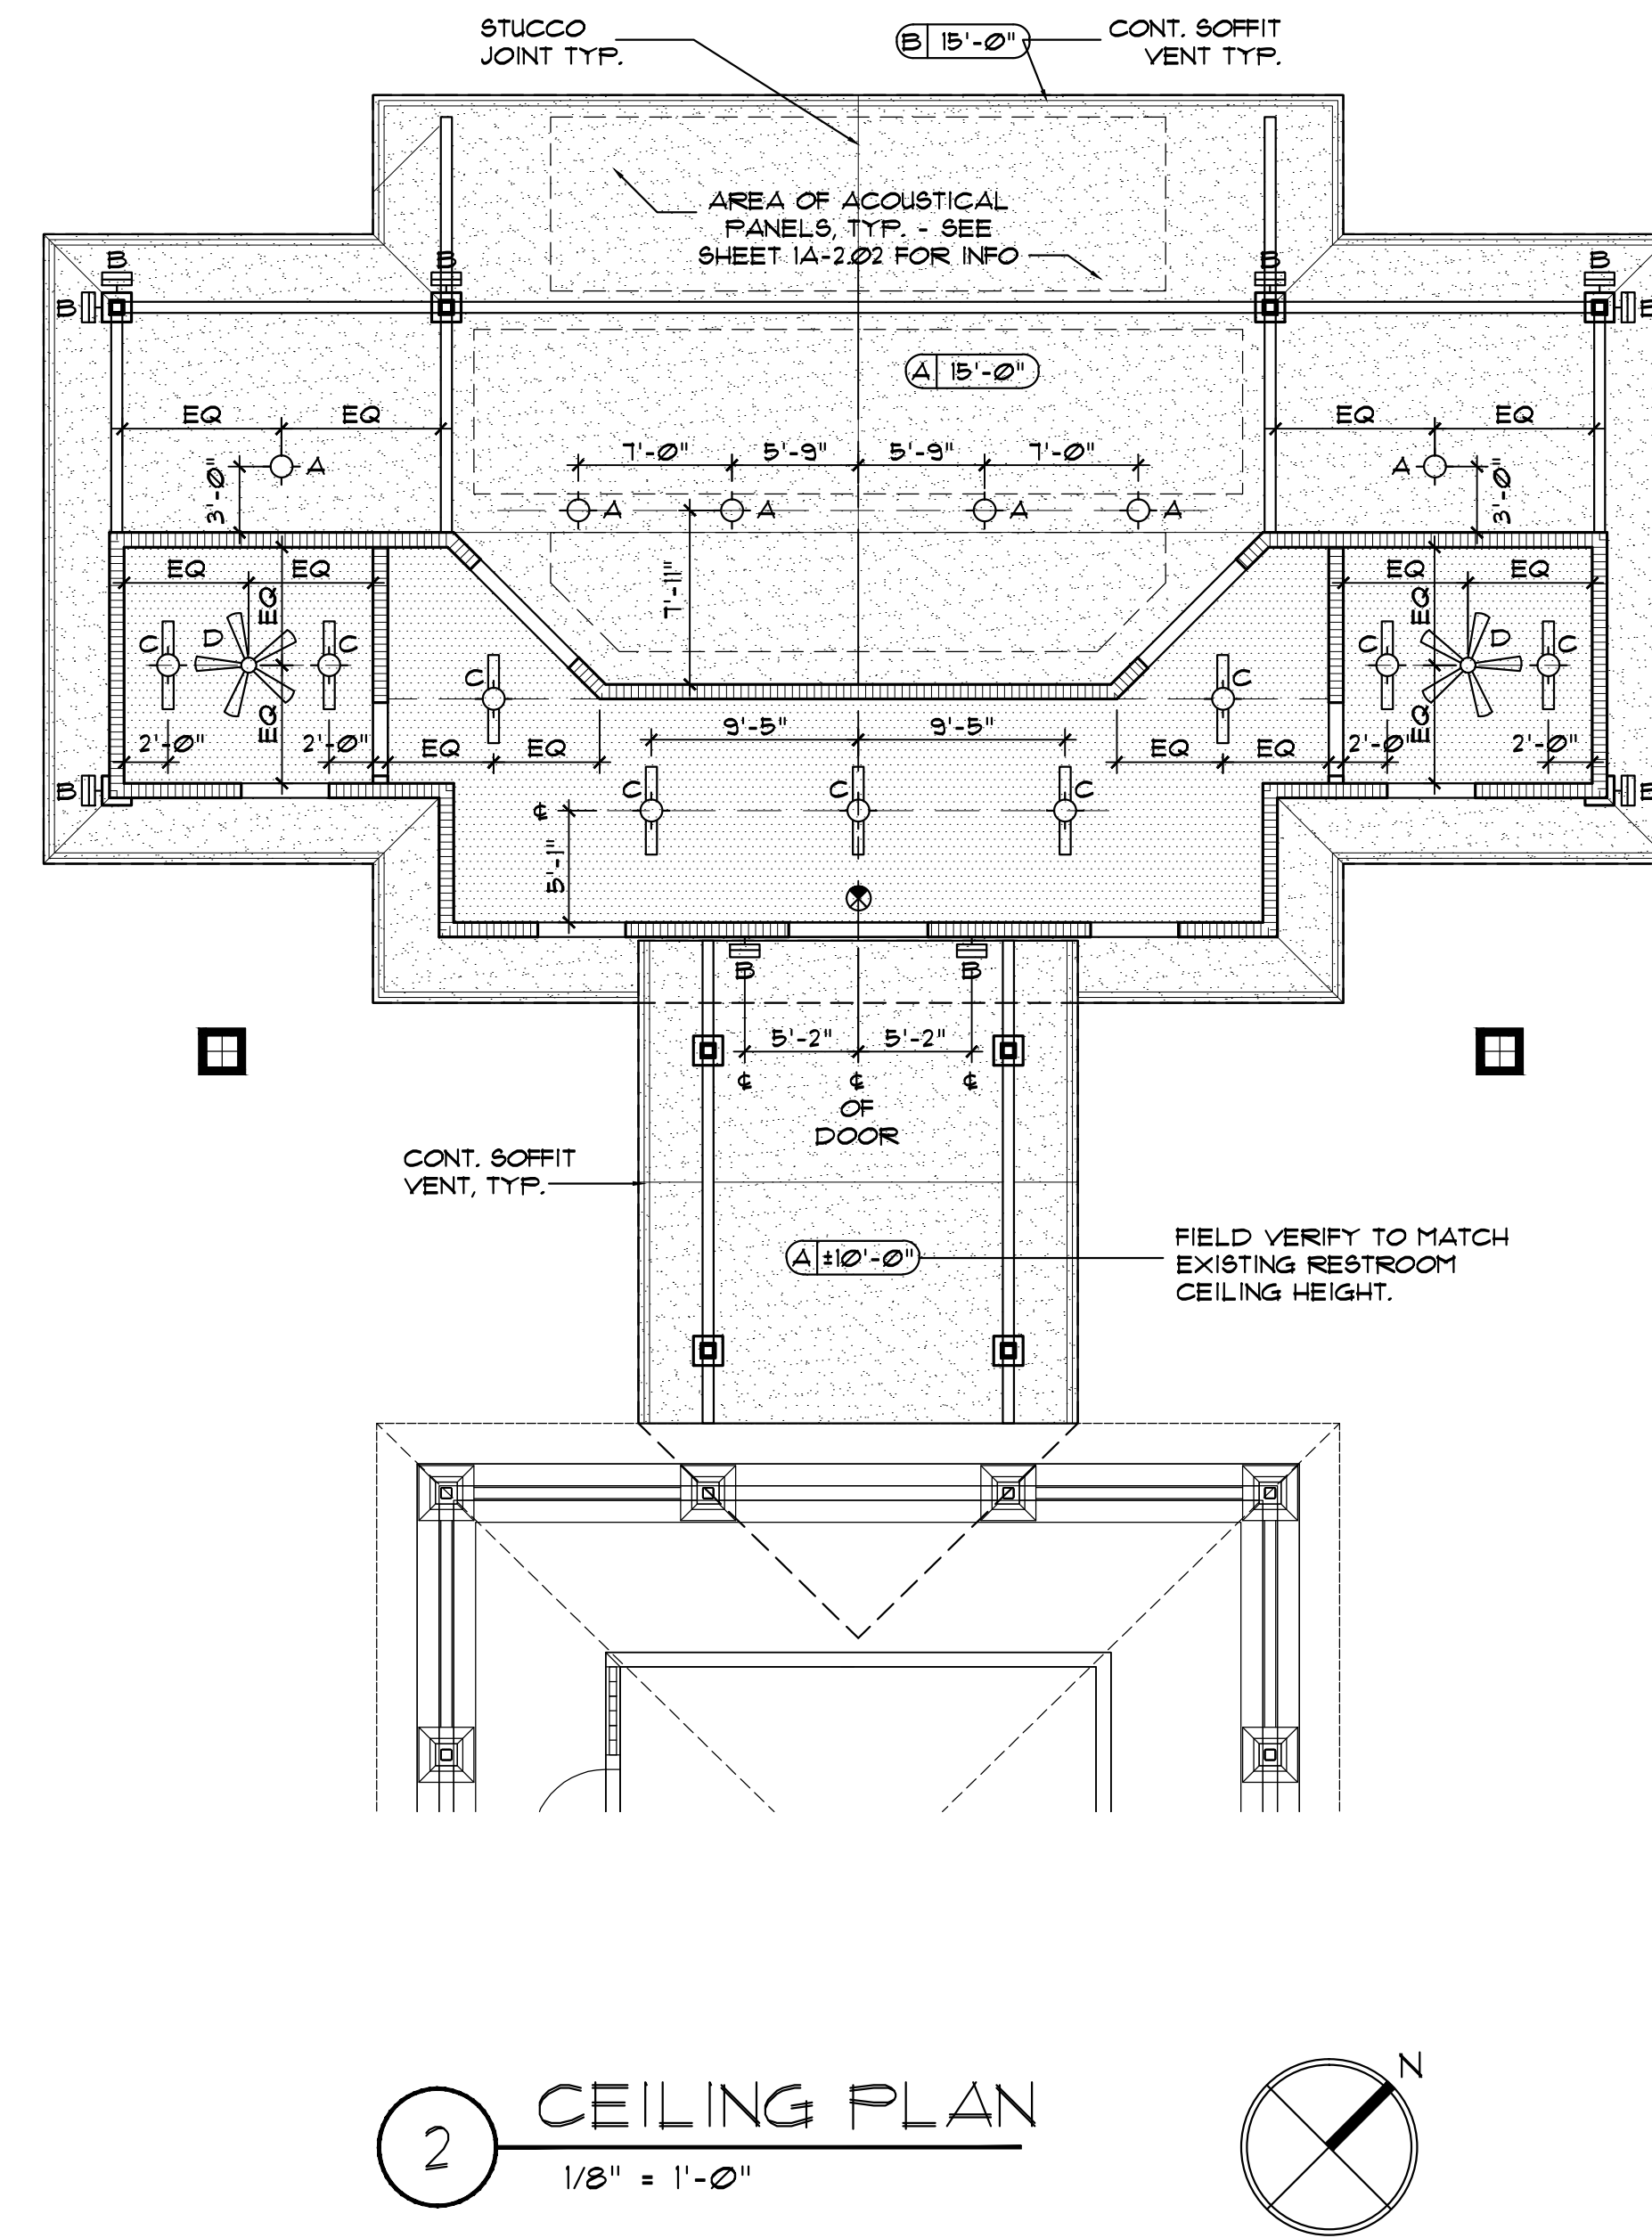 STUCCO
JOINT TYP.
B 15'-0"
CONT. SOFFIT
VENT TYP.
AREA OF ACOUSTICAL
PANELS, TYP. - SEE
SHEET 1A-2.02 FOR INFO
B
B
B
B
B
A 15'-0"
EQ
EQ
EQ
EQ
7'-0"
5'-9"
5'-9"
7'-0"
A
A
3'-0"
3'-0"
A
A
A
A
EQ
EQ
EQ
EQ
EQ
EQ
7'-11"
C
D
C
C
C
C
D
C
EQ
EQ
2'-0"
2'-0"
EQ
EQ
9'-5"
9'-5"
EQ
EQ
2'-0"
2'-0"
B
C
C
C
℄
5'-1"
B
B
5'-2"
5'-2"
℄
℄
℄
OF
DOOR
CONT. SOFFIT
VENT, TYP.
A ±10'-0"
FIELD VERIFY TO MATCH
EXISTING RESTROOM
CEILING HEIGHT.
2
CEILING PLAN
1/8" = 1'-0"
N